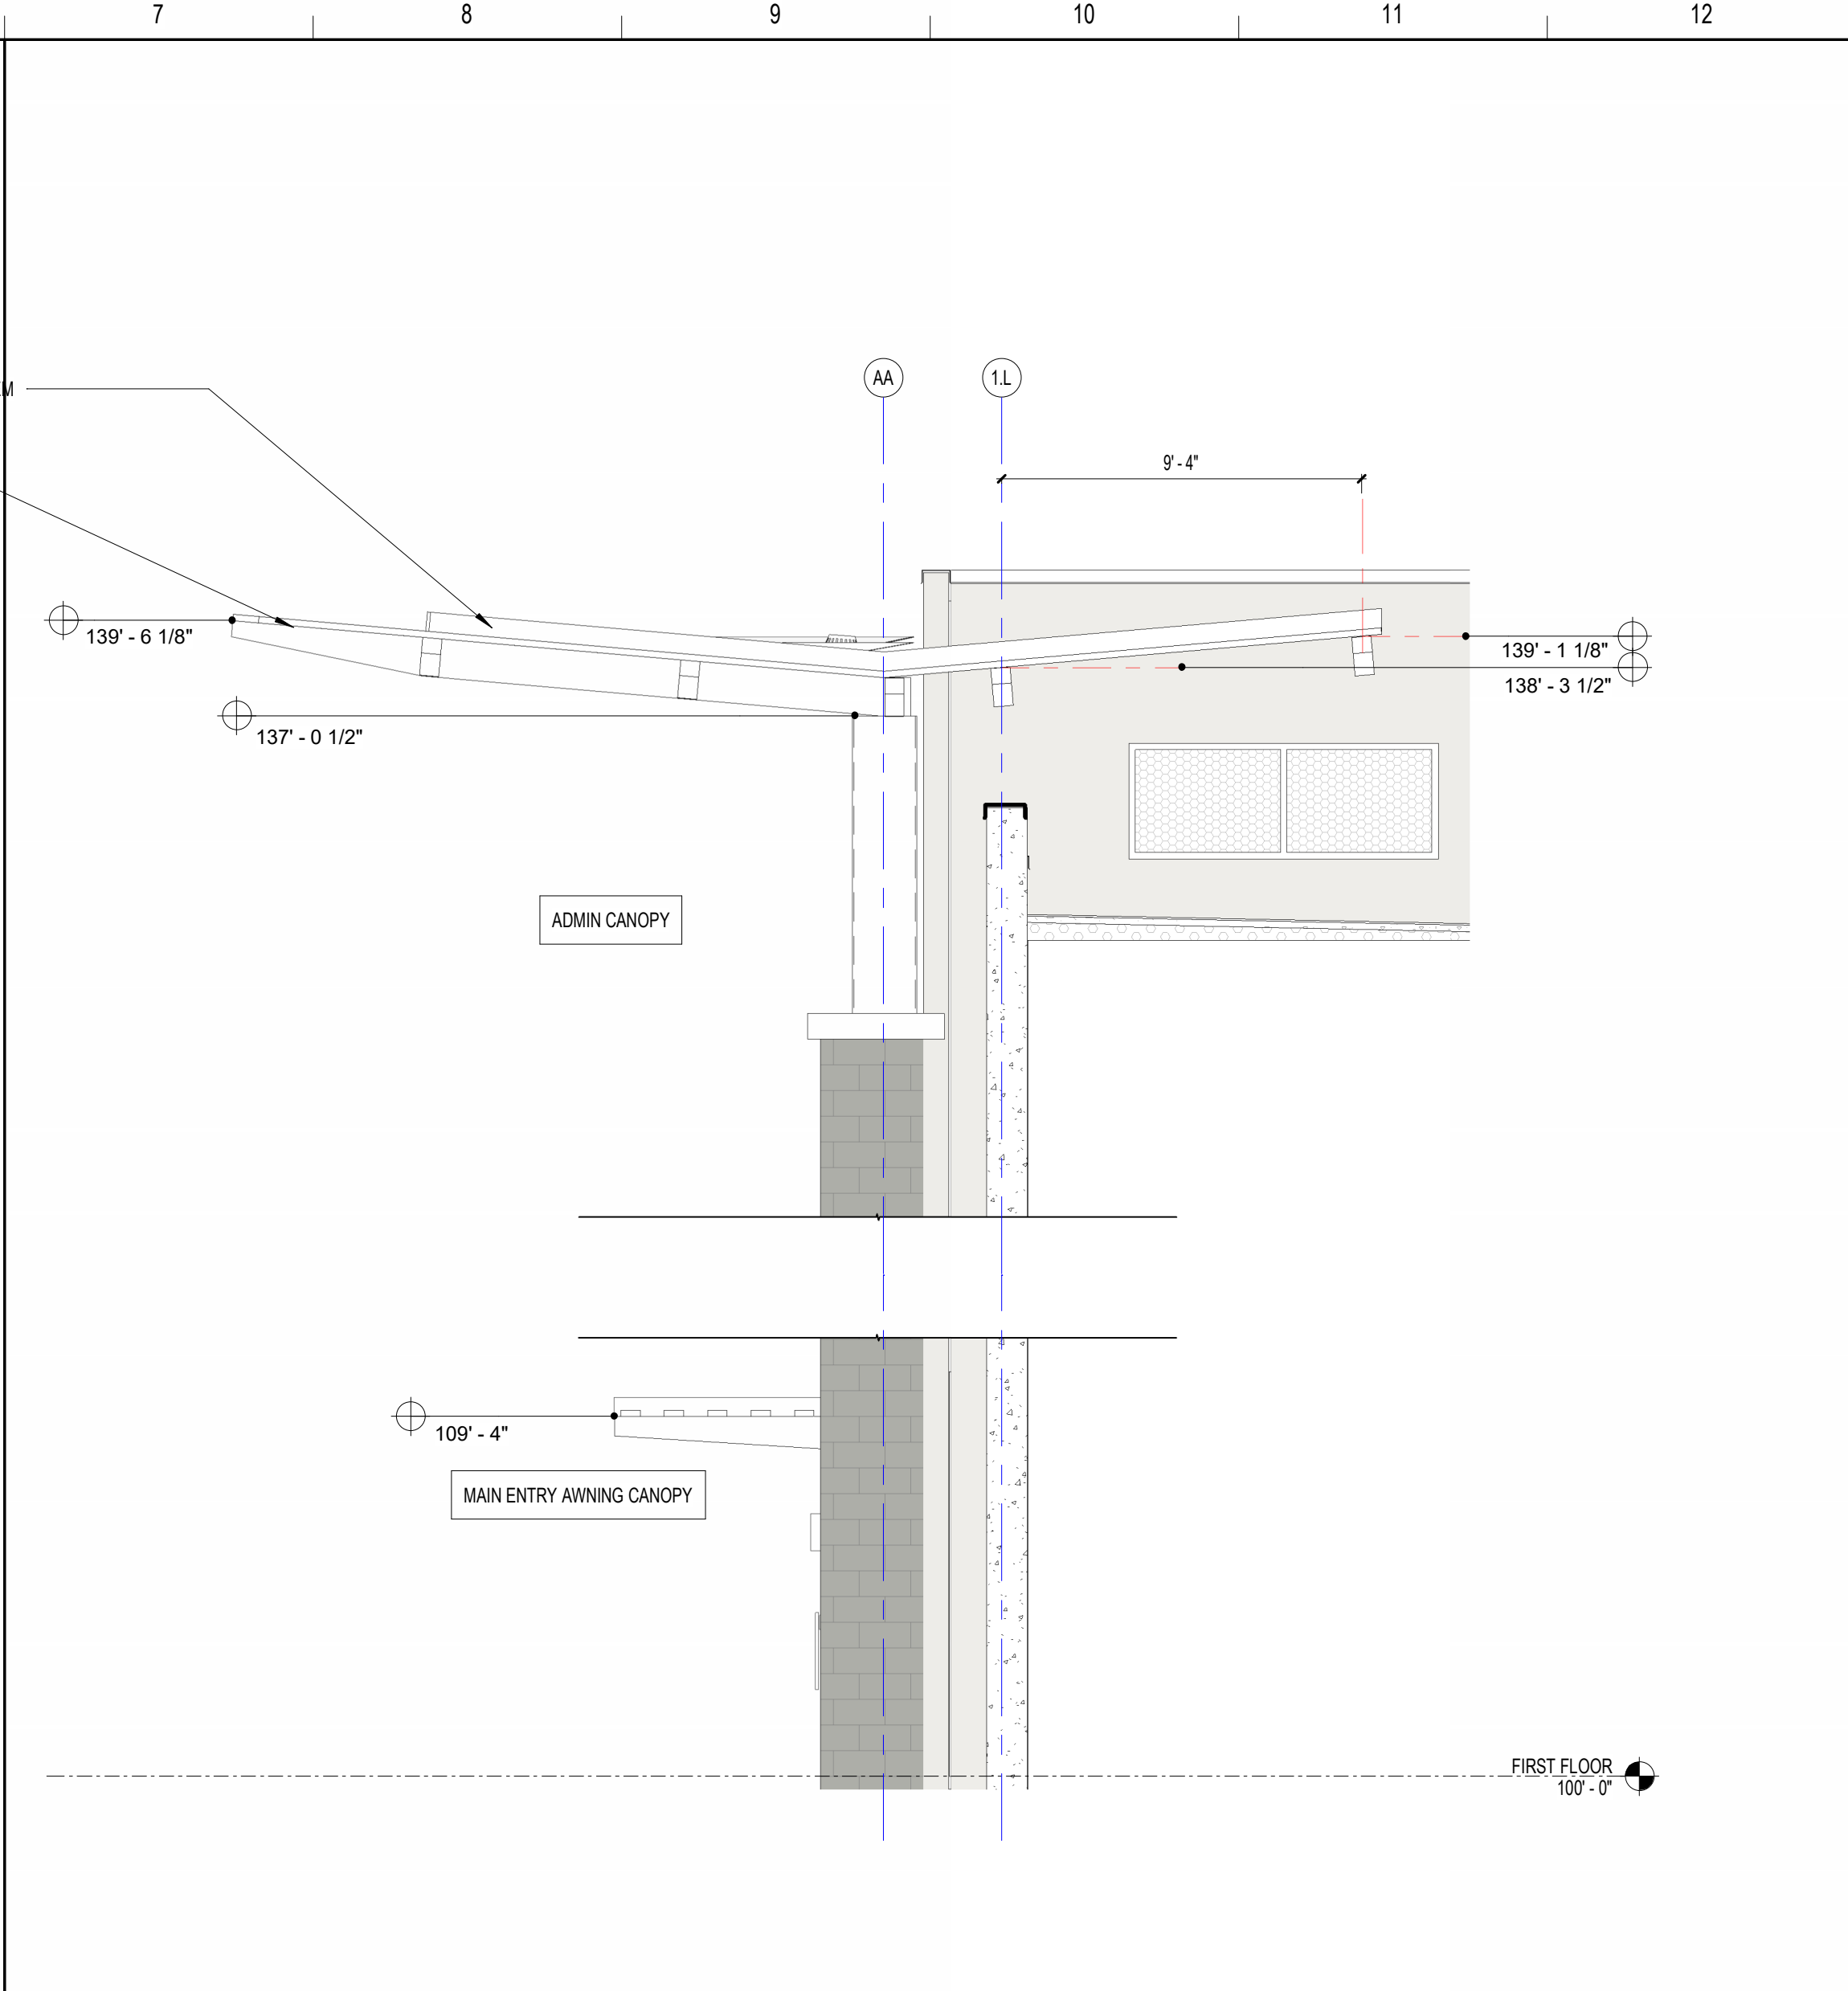 7 8 9 10 11 12
AA 1.L
9' - 4"
139' - 6 1/8"
139' - 1 1/8"
138' - 3 1/2"
137' - 0 1/2"
ADMIN CANOPY
109' - 4"
MAIN ENTRY AWNING CANOPY
FIRST FLOOR
100' - 0"